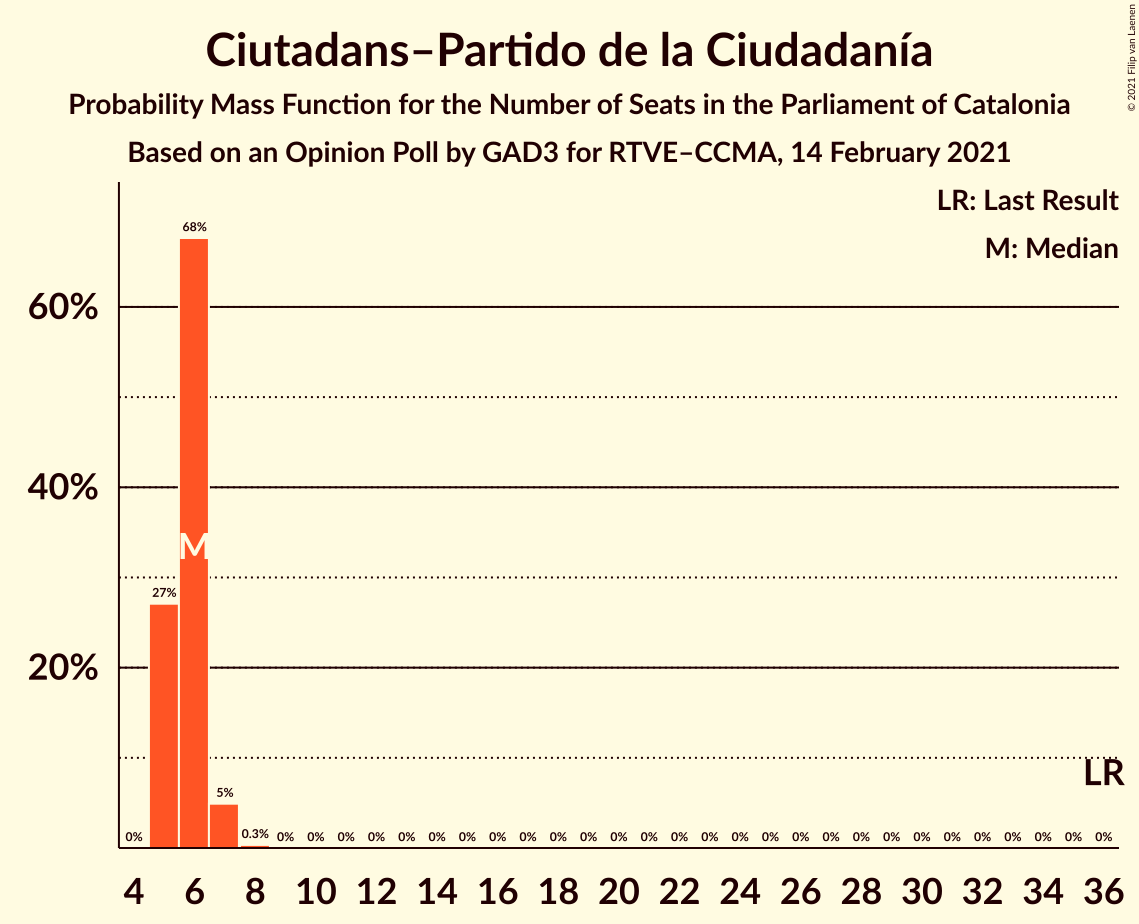 Ciutadans–Partido de la Ciudadanía
Probability Mass Function for the Number of Seats in the Parliament of Catalonia
Based on an Opinion Poll by GAD3 for RTVE–CCMA, 14 February 2021
© 2021 Filip van Laenen
LR: Last Result
M: Median
60%
40%
20%
0% 27% 68% 5% 0.3% 0% 0% 0% 0% 0% 0% 0% 0% 0% 0% 0% 0% 0% 0% 0% 0% 0% 0% 0% 0% 0% 0% 0% 0% 0% 0% 0% 0%
M
LR
4 6 8 10 12 14 16 18 20 22 24 26 28 30 32 34 36